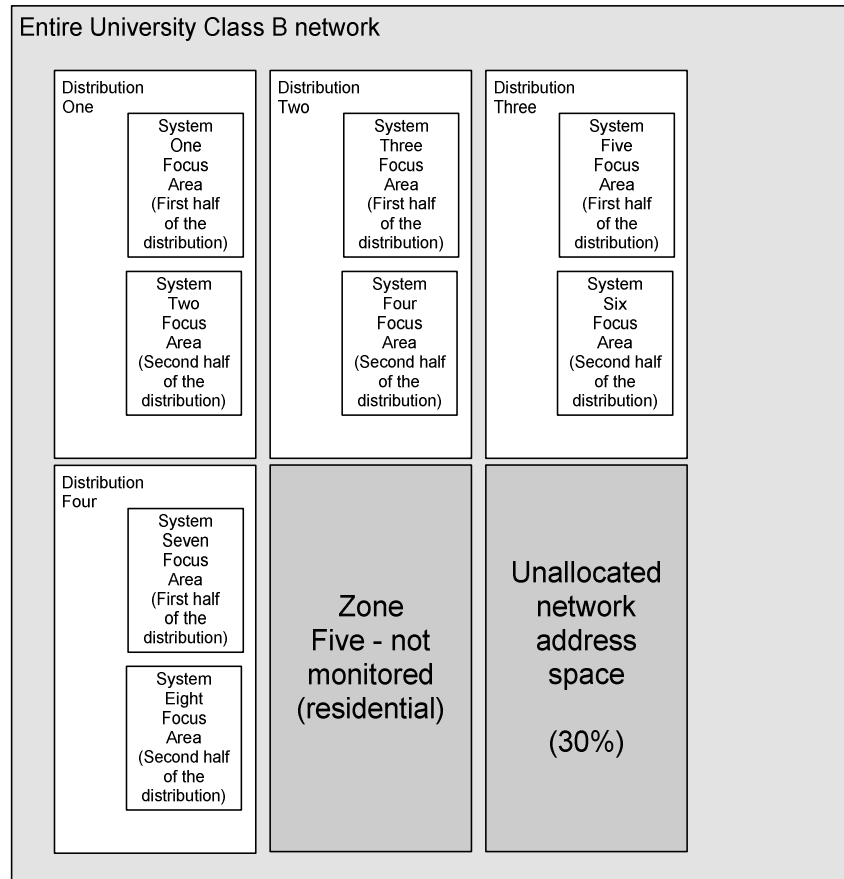 Entire University Class B network
Distribution
One
System
One
Focus
Area
(First half
of the
distribution)
System
Two
Focus
Area
(Second half
of the
distribution)
Distribution
Two
System
Three
Focus
Area
(First half
of the
distribution)
System
Four
Focus
Area
(Second half
of the
distribution)
Distribution
Three
System
Five
Focus
Area
(First half
of the
distribution)
System
Six
Focus
Area
(Second half
of the
distribution)
Distribution
Four
System
Seven
Focus
Area
(First half
of the
distribution)
System
Eight
Focus
Area
(Second half
of the
distribution)
Zone
Five - not
monitored
(residential)
Unallocated
network
address
space
(30%)